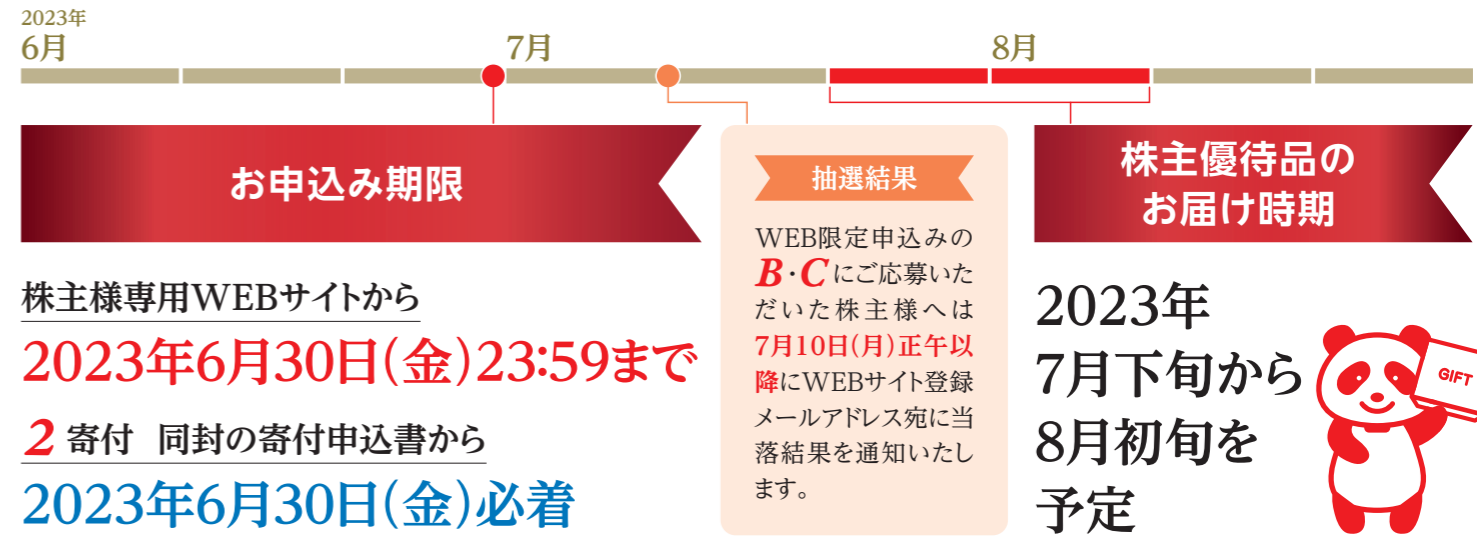 2023年
6月
7月
8月
お申込み期限
株主様専用WEBサイトから
2023年6月30日(金)23:59まで
2 寄付 同封の寄付申込書から
2023年6月30日(金)必着
抽選結果
WEB限定申込みの
B・Cにご応募いた
だいた株主様へは
7月10日(月)正午以
降にWEBサイト登録
メールアドレス宛に当
落結果を通知いたし
ます。
株主優待品の
お届け時期
2023年
7月下旬から
8月初旬を
予定
GIFT